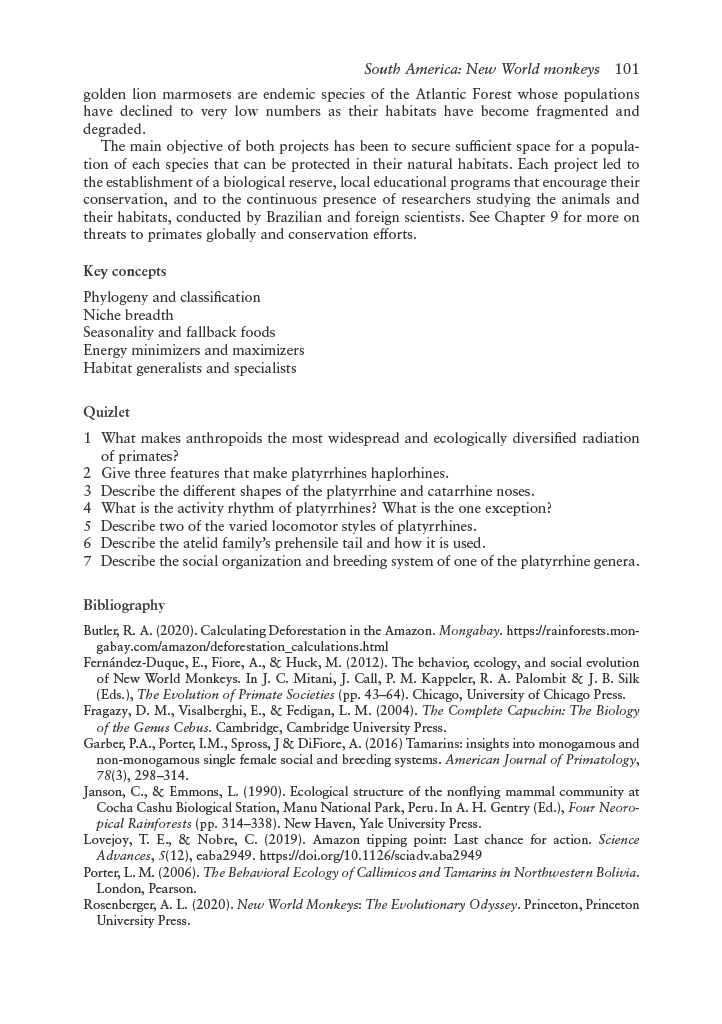 South America: New World monkeys 101
golden lion marmosets are endemic species of the Atlantic Forest whose populations
have declined to very low numbers as their habitats have become fragmented and
degraded.
The main objective of both projects has been to secure sufficient space for a popula-
tion of each species that can be protected in their natural habitats. Each project led to
the establishment of a biological reserve, local educational programs that encourage their
conservation, and to the continuous presence of researchers studying the animals and
their habitats, conducted by Brazilian and foreign scientists. See Chapter 9 for more on
threats to primates globally and conservation efforts.
Key concepts
Phylogeny and classification
Niche breadth
Seasonality and fallback foods
Energy minimizers and maximizers
Habitat generalists and specialists
Quizlet
1 What makes anthropoids the most widespread and ecologically diversified radiation
of primates?
2 Give three features that make platyrrhines haplorhines.
3 Describe the different shapes of the platyrrhine and catarrhine noses.
4 What is the activity rhythm of platyrrhines? What is the one exception?
5 Describe two of the varied locomotor styles of platyrrhines.
6 Describe the atelid family's prehensile tail and how it is used.
7 Describe the social organization and breeding system of one of the platyrrhine genera.
Bibliography
Butler, R. A. (2020). Calculating Deforestation in the Amazon. Mongabay. https://rainforests.mon-
gabay.com/amazon/deforestation_calculations.html
Fernández-Duque, E., Fiore, A., & Huck, M. (2012). The behavior, ecology, and social evolution
of New World Monkeys. In J. C. Mitani, J. Call, P. M. Kappeler, R. A. Palombit & J. B. Silk
(Eds.), The Evolution of Primate Societies (pp. 43–64). Chicago, University of Chicago Press.
Fragazy, D. M., Visalberghi, E., & Fedigan, L. M. (2004). The Complete Capuchin: The Biology
of the Genus Cebus. Cambridge, Cambridge University Press.
Garber, P.A., Porter, I.M., Spross, J & DiFiore, A. (2016) Tamarins: insights into monogamous and
non-monogamous single female social and breeding systems. American Journal of Primatology,
78(3), 298–314.
Janson, C., & Emmons, L. (1990). Ecological structure of the nonflying mammal community at
Cocha Cashu Biological Station, Manu National Park, Peru. In A. H. Gentry (Ed.), Four Neoro-
pical Rainforests (pp. 314–338). New Haven, Yale University Press.
Lovejoy, T. E., & Nobre, C. (2019). Amazon tipping point: Last chance for action. Science
Advances, 5(12), eaba2949. https://doi.org/10.1126/sciadv.aba2949
Porter, L. M. (2006). The Behavioral Ecology of Callimicos and Tamarins in Northwestern Bolivia.
London, Pearson.
Rosenberger, A. L. (2020). New World Monkeys: The Evolutionary Odyssey. Princeton, Princeton
University Press.